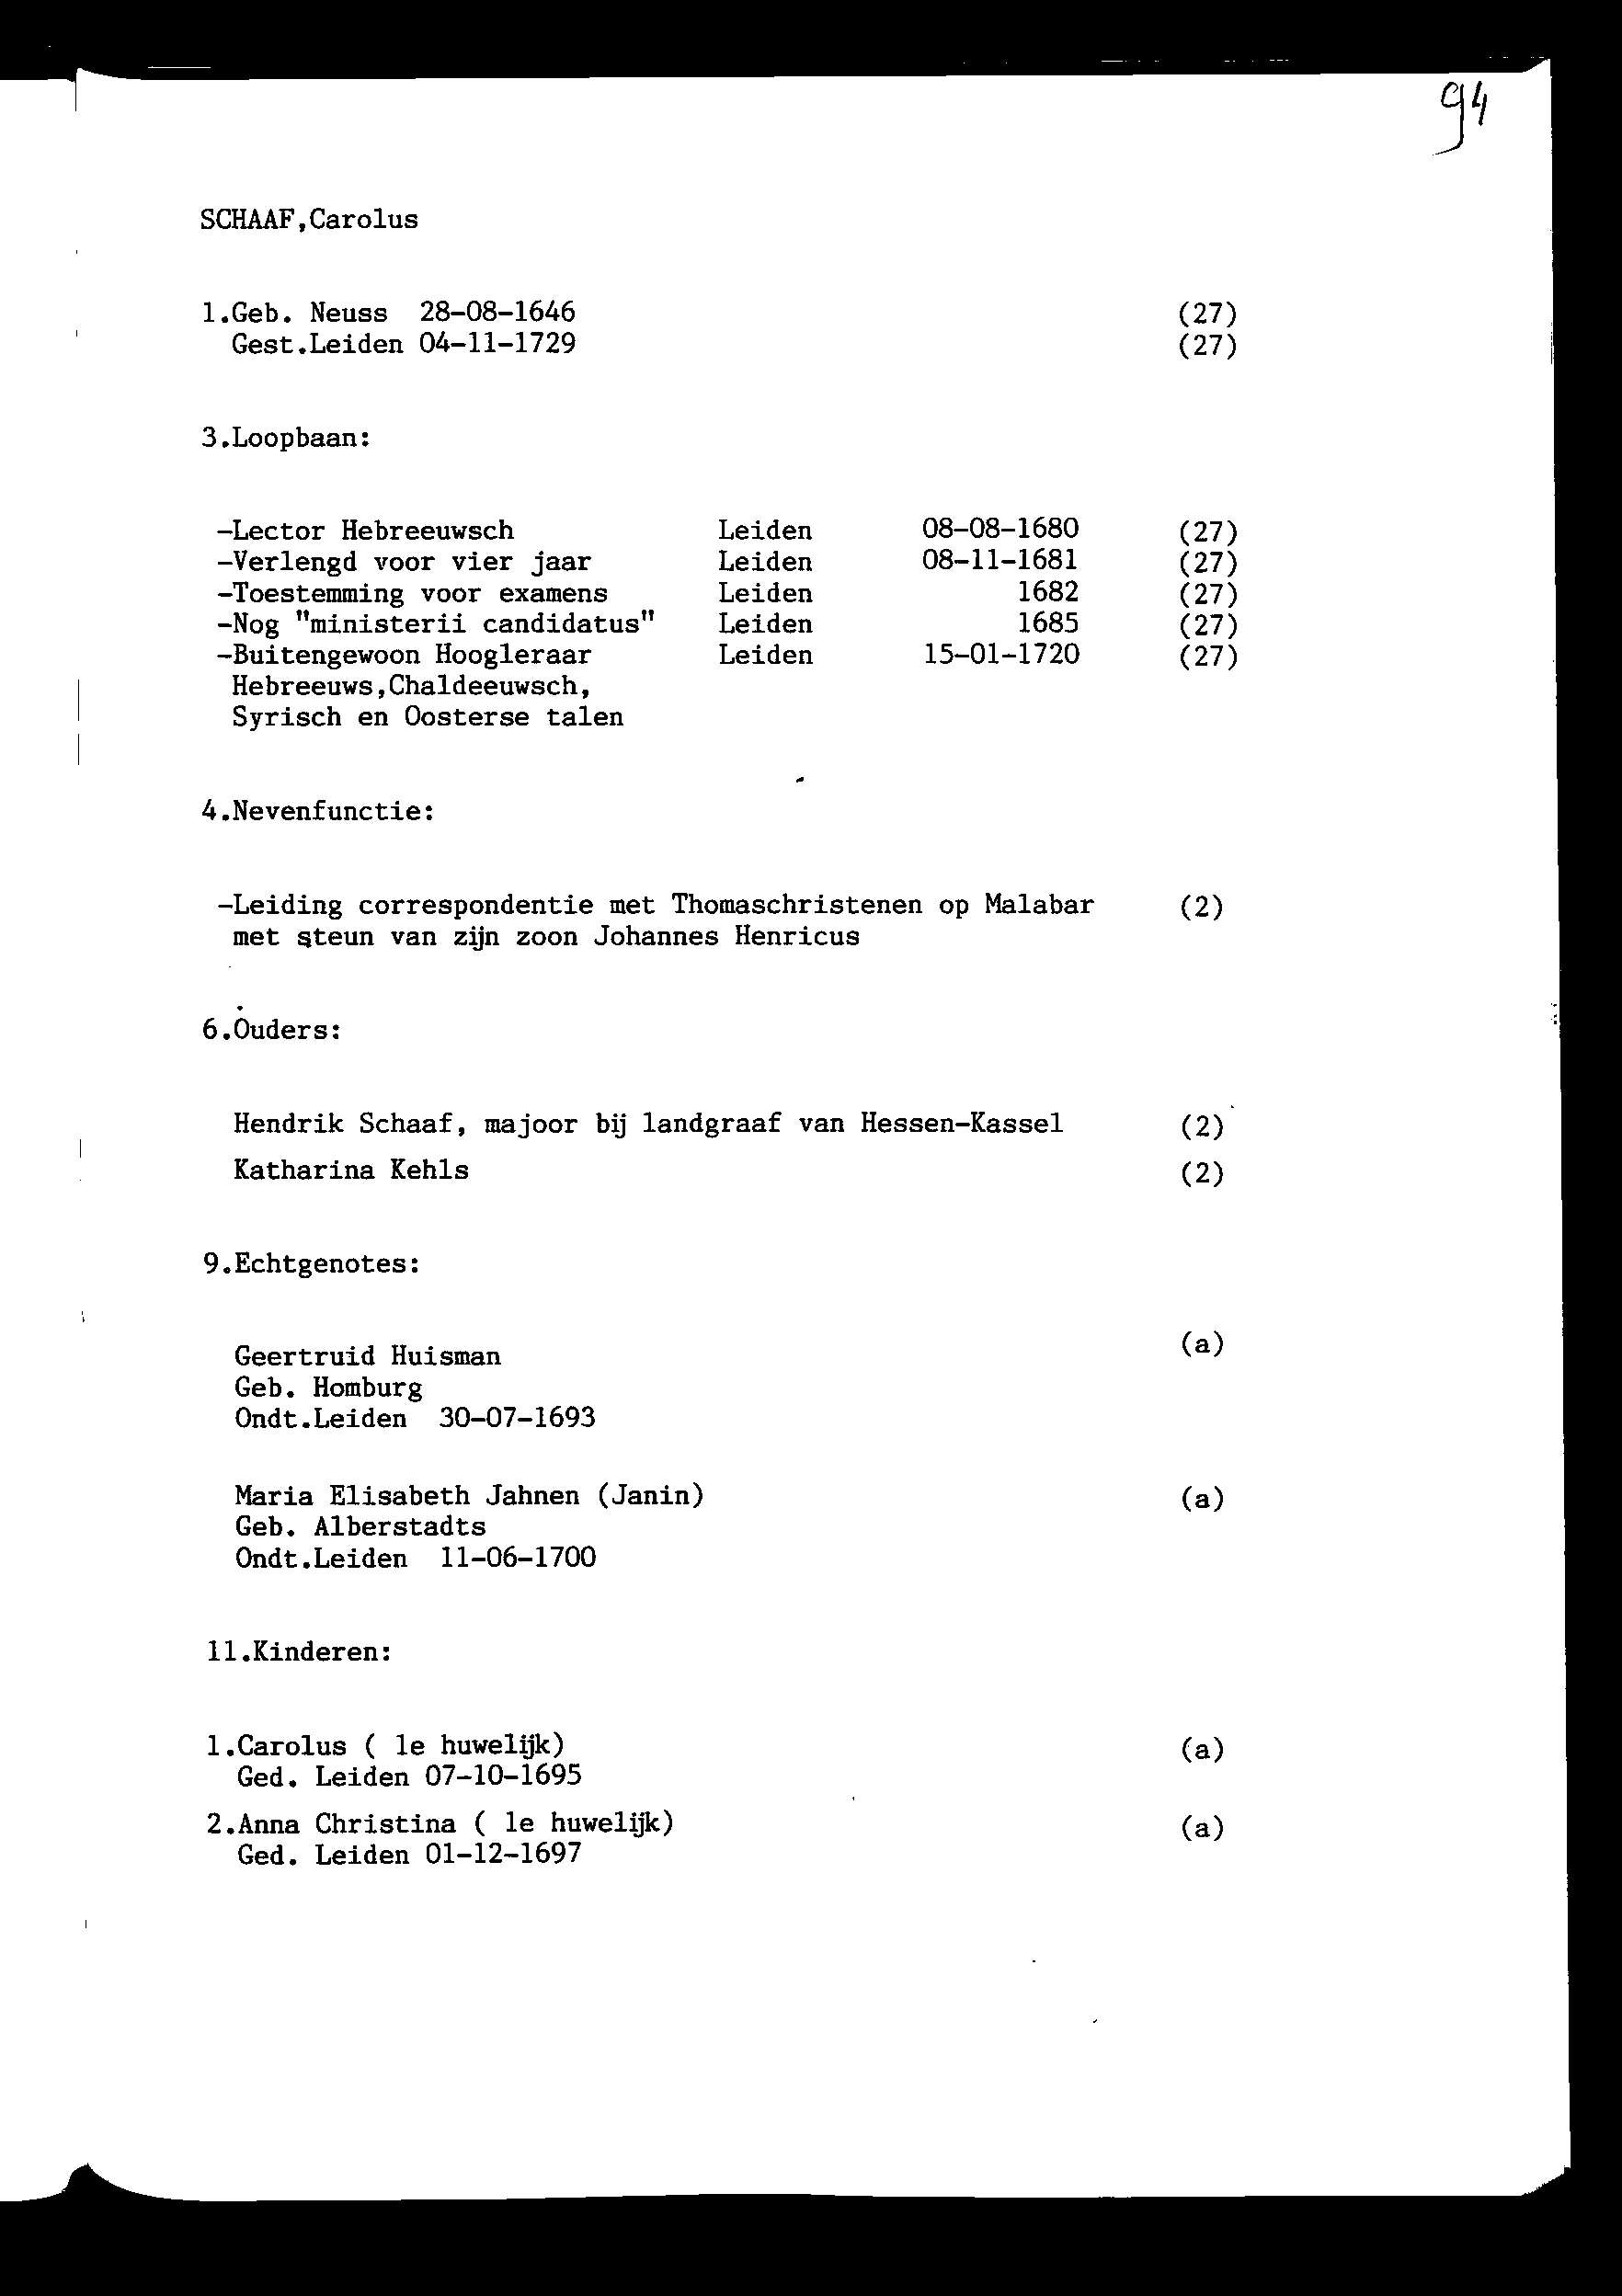 94
SCHAAF,Carolus
1.Geb. Neuss 28-08-1646 (27)
Gest.Leiden 04-11-1729 (27)
3.Loopbaan:
-Lector Hebreeuwsch Leiden 08-08-1680 (27)
-Verlengd voor vier jaar Leiden 08-11-1681 (27)
-Toestemming voor examens Leiden 1682 (27)
-Nog "ministerii candidatus" Leiden 1685 (27)
-Buitengewoon Hoogleraar Leiden 15-01-1720 (27)
Hebreeuws,Chaldeeuwsch,
Syrisch en Oosterse talen
4.Nevenfunctie:
-Leiding correspondentie met Thomaschristenen op Malabar (2)
met steun van zijn zoon Johannes Henricus
6.Ouders:
Hendrik Schaaf, majoor bij landgraaf van Hessen-Kassel (2)
Katharina Kehls (2)
9.Echtgenotes:
Geertruid Huisman (a)
Geb. Homburg
Ondt.Leiden 30-07-1693
Maria Elisabeth Jahnen (Janin) (a)
Geb. Alberstadts
Ondt.Leiden 11-06-1700
11.Kinderen:
1.Carolus ( 1e huwelijk) (a)
Ged. Leiden 07-10-1695
2.Anna Christina ( 1e huwelijk) (a)
Ged. Leiden 01-12-1697